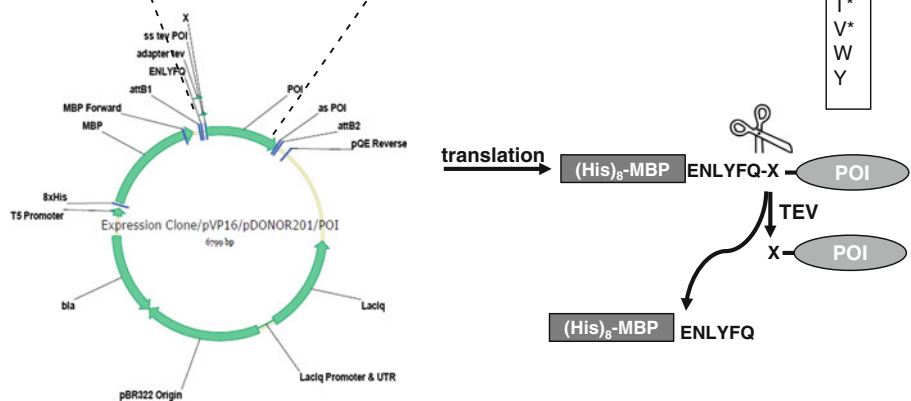 X
ss tev POI
adapter tev
ENLYFQ
attB1
MBP Forward
MBP
8xHis
T5 Promoter
POI
as POI
attB2
pQE Reverse
Expression Clone/pVP16/pDONOR201/POI
6799 bp
bla
LacIq
LacIq Promoter & UTR
pBR322 Origin
T*
V*
W
Y
translation
(His)8-MBP ENLYFQ-X POI
TEV
X POI
(His)8-MBP ENLYFQ